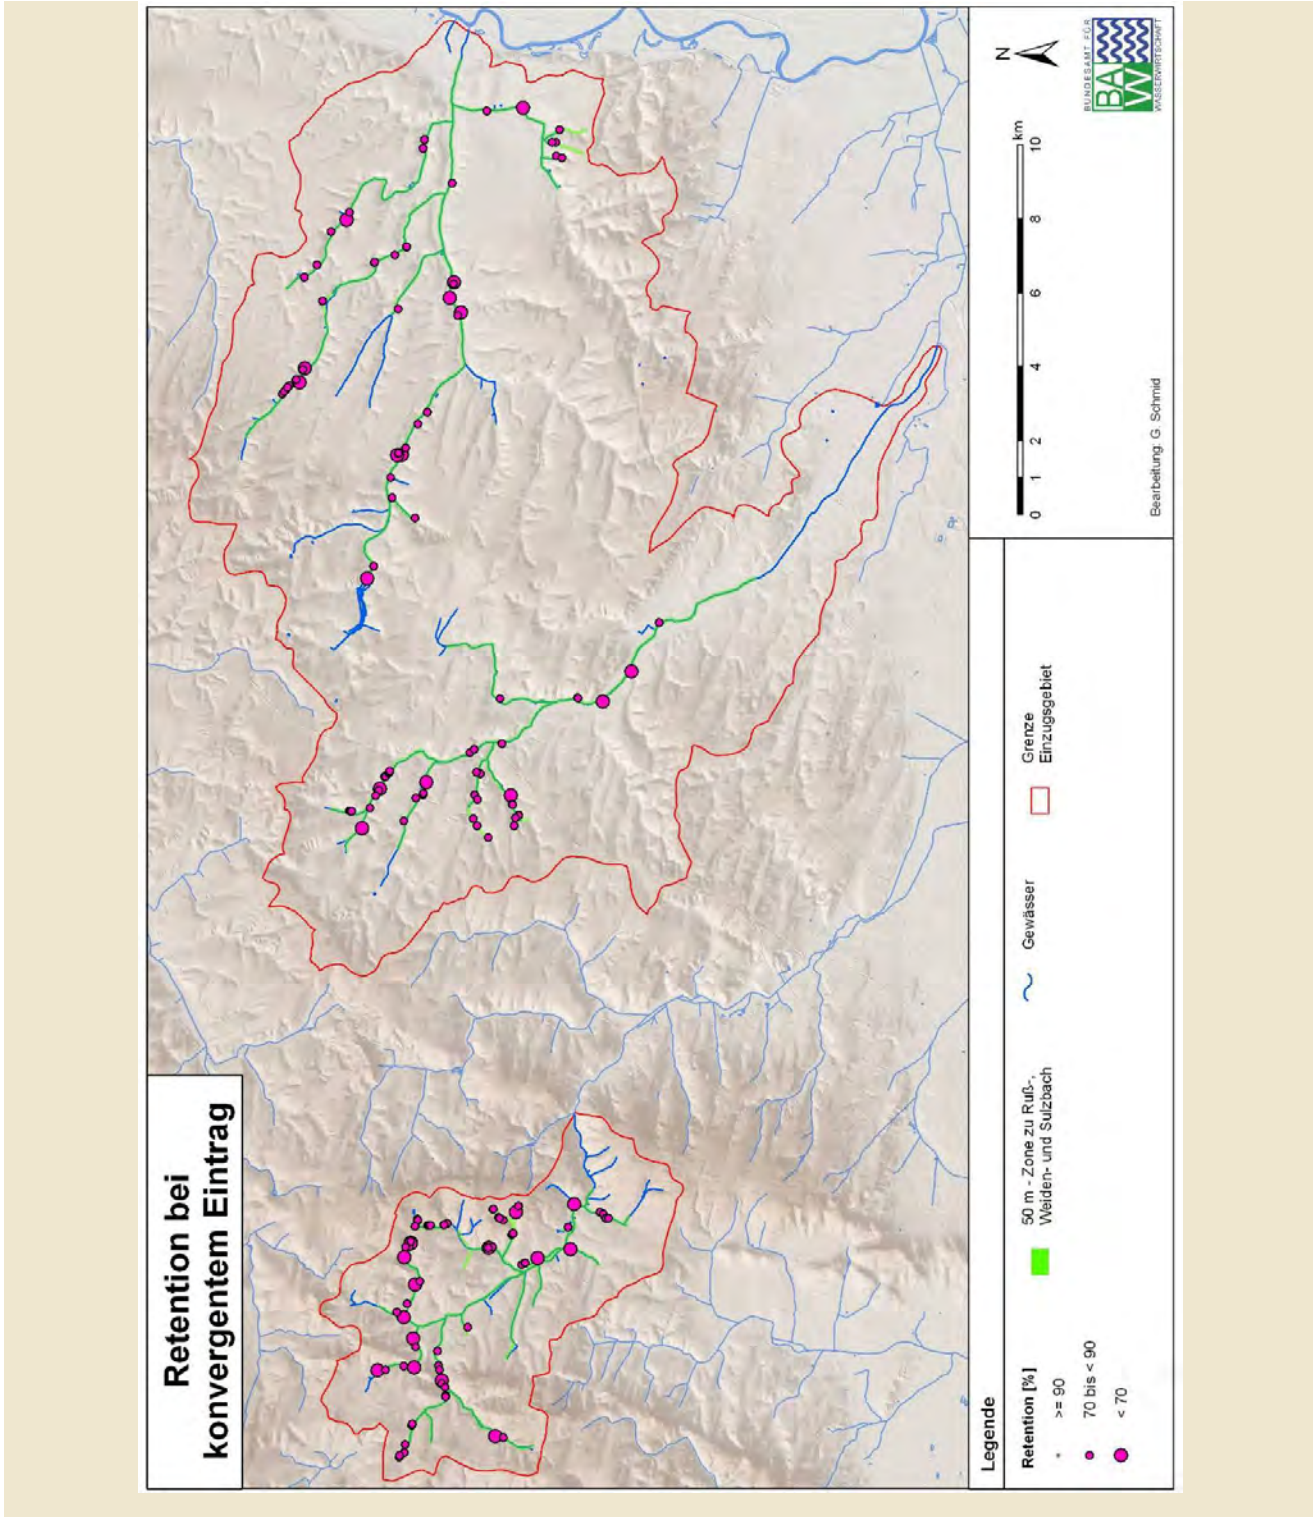 Retention bei
konvergentem Eintrag
Legende
Retention [%]
>= 90
70 bis < 90
< 70
50 m - Zone zu Ruß-,
Weiden- und Sulzbach
Gewässer
Grenze
Einzugsgebiet
0 1 2 4 6 8 10
km
N
BUNDESAMT FÜR
BAW
WASSERWIRTSCHAFT
Bearbeitung: G. Schmid